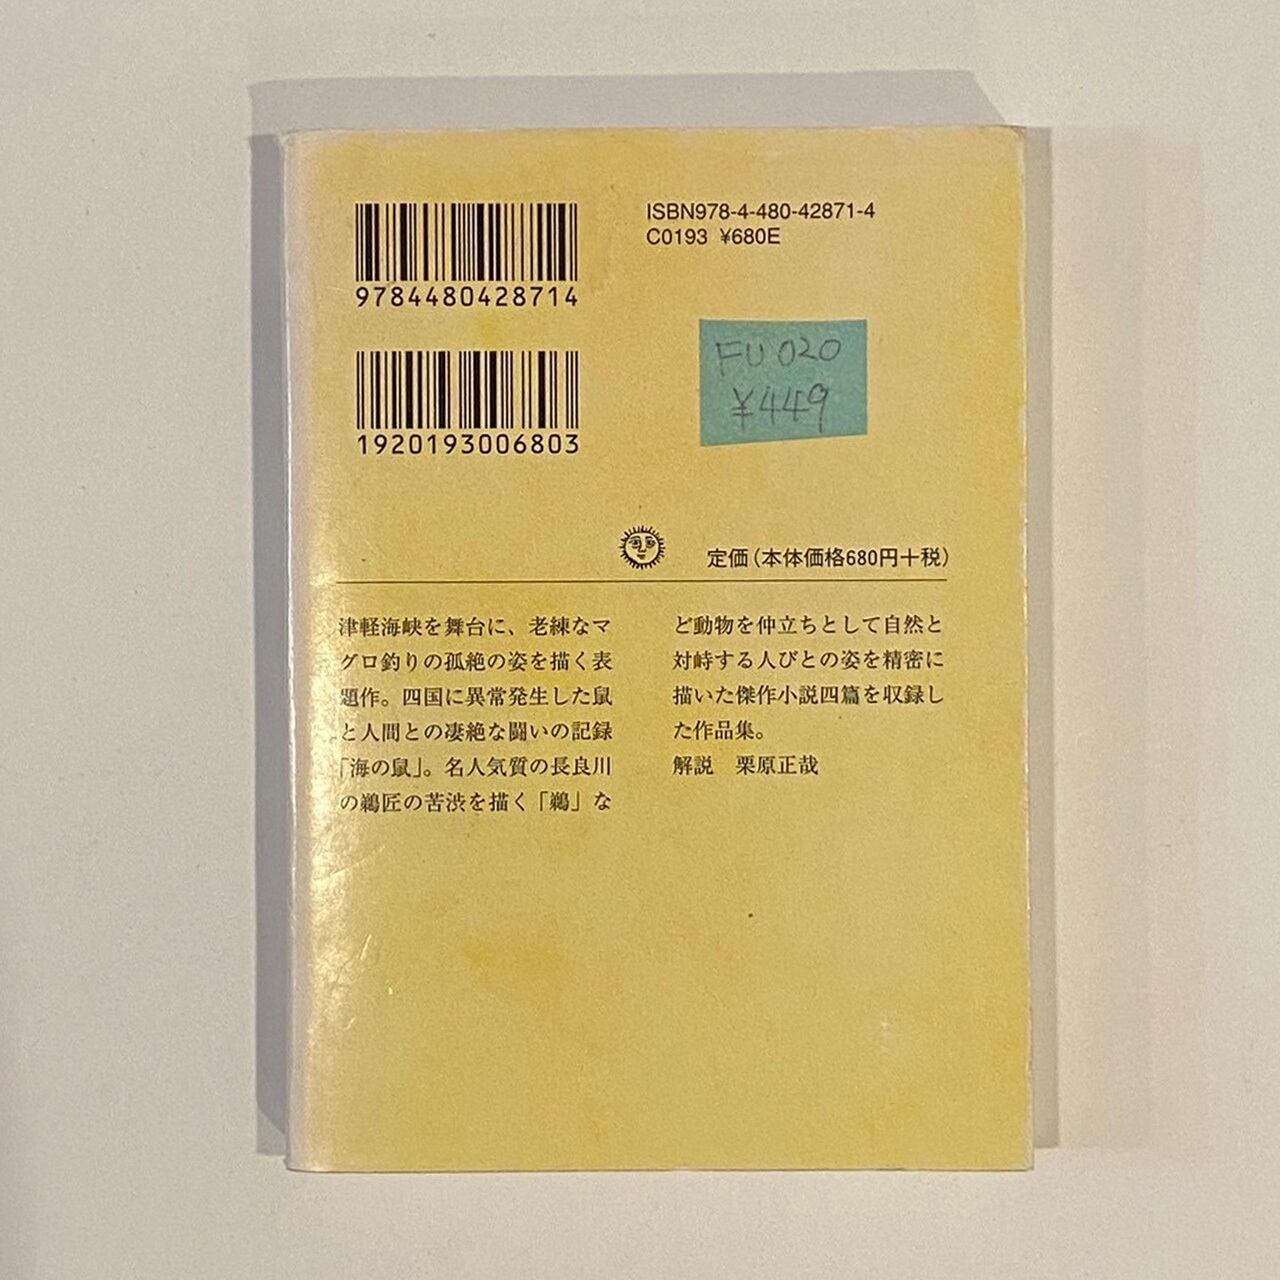 ISBN978-4-480-42871-4
C0193 ¥680E
9784480428714
FU 020
¥449
1920193006803
定価(本体価格680円+税)
津軽海峡を舞台に、老練なマ
グロ釣りの孤絶の姿を描く表
題作。四国に異常発生した鼠
と人間との凄絶な闘いの記録
「海の鼠」。名人気質の長良川
の鵜匠の苦渋を描く「鵜」な
ど動物を仲立ちとして自然と
対峙する人びとの姿を精密に
描いた傑作小説四篇を収録し
た作品集。
解説 栗原正哉